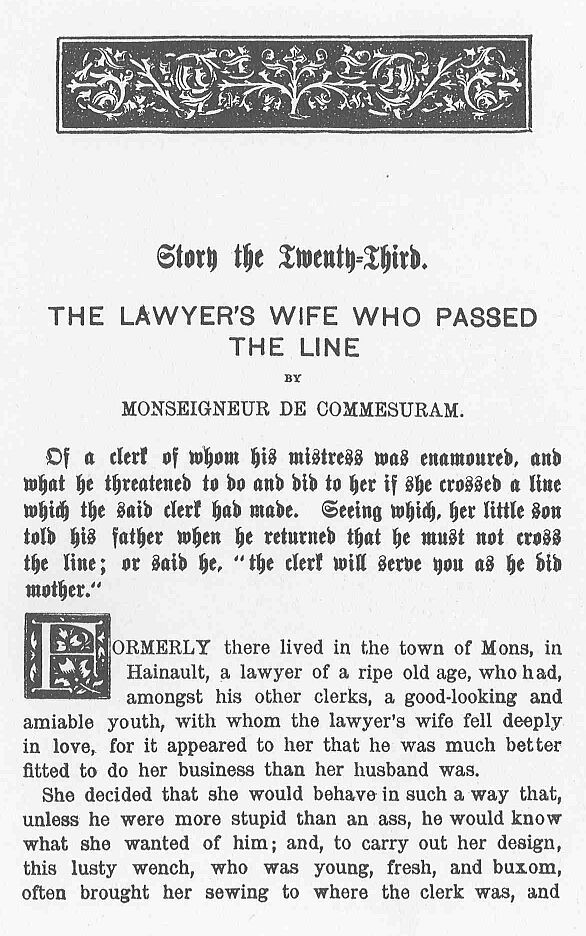 Story the Twenty-Third.
THE LAWYER'S WIFE WHO PASSED
THE LINE
BY
MONSEIGNEUR DE COMMESURAM.
Of a clerk of whom his mistress was enamoured, and
what he threatened to do and did to her if she crossed a line
which the said clerk had made. Seeing which, her little son
told his father when he returned that he must not cross
the line; or said he, "the clerk will serve you as he did
mother."
FORMERLY there lived in the town of Mons, in
Hainault, a lawyer of a ripe old age, who had,
amongst his other clerks, a good-looking and
amiable youth, with whom the lawyer's wife fell deeply
in love, for it appeared to her that he was much better
fitted to do her business than her husband was.
She decided that she would behave in such a way that,
unless he were more stupid than an ass, he would know
what she wanted of him; and, to carry out her design,
this lusty wench, who was young, fresh, and buxom,
often brought her sewing to where the clerk was, and